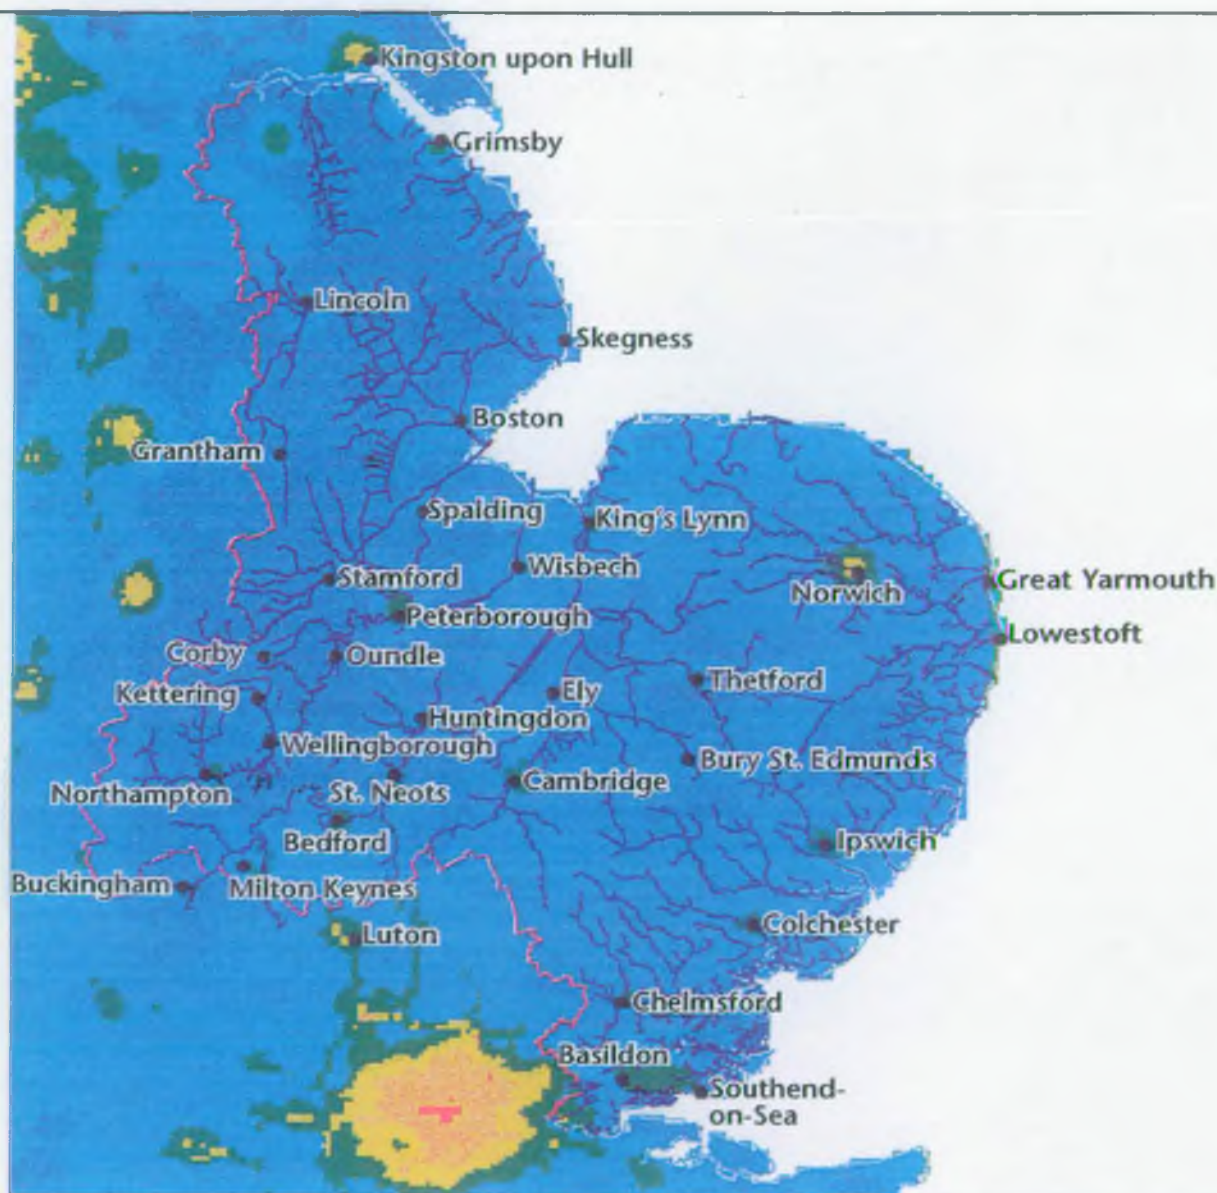 Kingston upon Hull
Grimsby
Lincoln
Skegness
Boston
Grantham
Spalding
King's Lynn
Wisbech
Stamford
Norwich
Great Yarmouth
Peterborough
Lowestoft
Corby
Oundle
Thetford
Kettering
Ely
Huntingdon
Wellingborough
Bury St. Edmunds
Northampton
St. Neots
Cambridge
Bedford
Ipswich
Buckingham
Milton Keynes
Colchester
Luton
Chelmsford
Basildon
Southend-
on-Sea